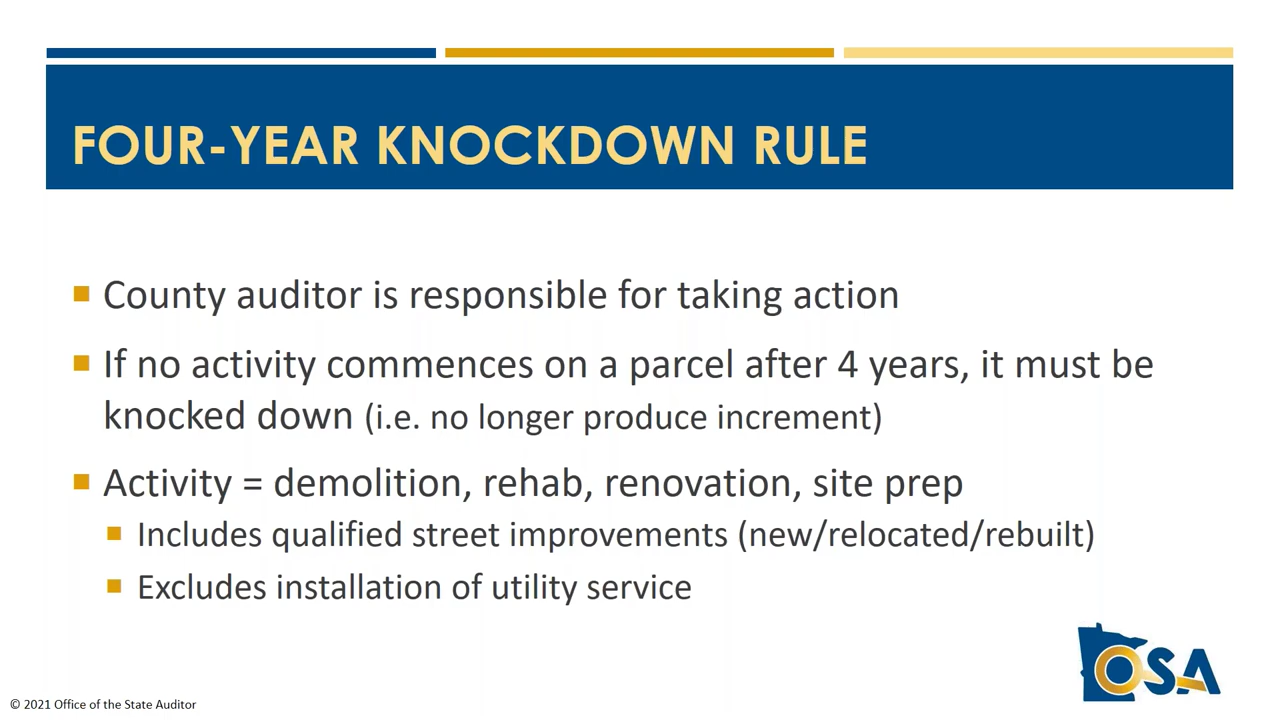 FOUR-YEAR KNOCKDOWN RULE
County auditor is responsible for taking action
If no activity commences on a parcel after 4 years, it must be
knocked down (i.e. no longer produce increment)
Activity = demolition, rehab, renovation, site prep
Includes qualified street improvements (new/relocated/rebuilt)
Excludes installation of utility service
OSA
© 2021 Office of the State Auditor